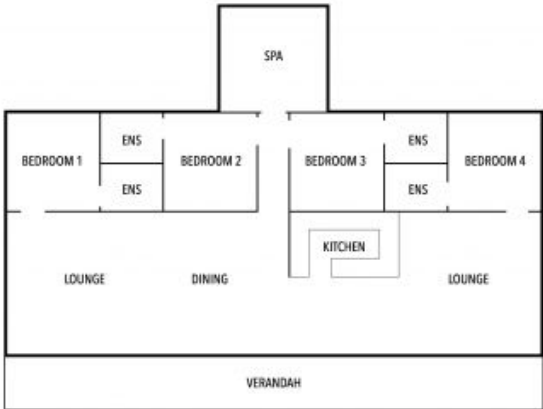 SPA
ENS
ENS
BEDROOM 1
BEDROOM 2
BEDROOM 3
BEDROOM 4
ENS
ENS
KITCHEN
LOUNGE
DINING
LOUNGE
VERANDAH